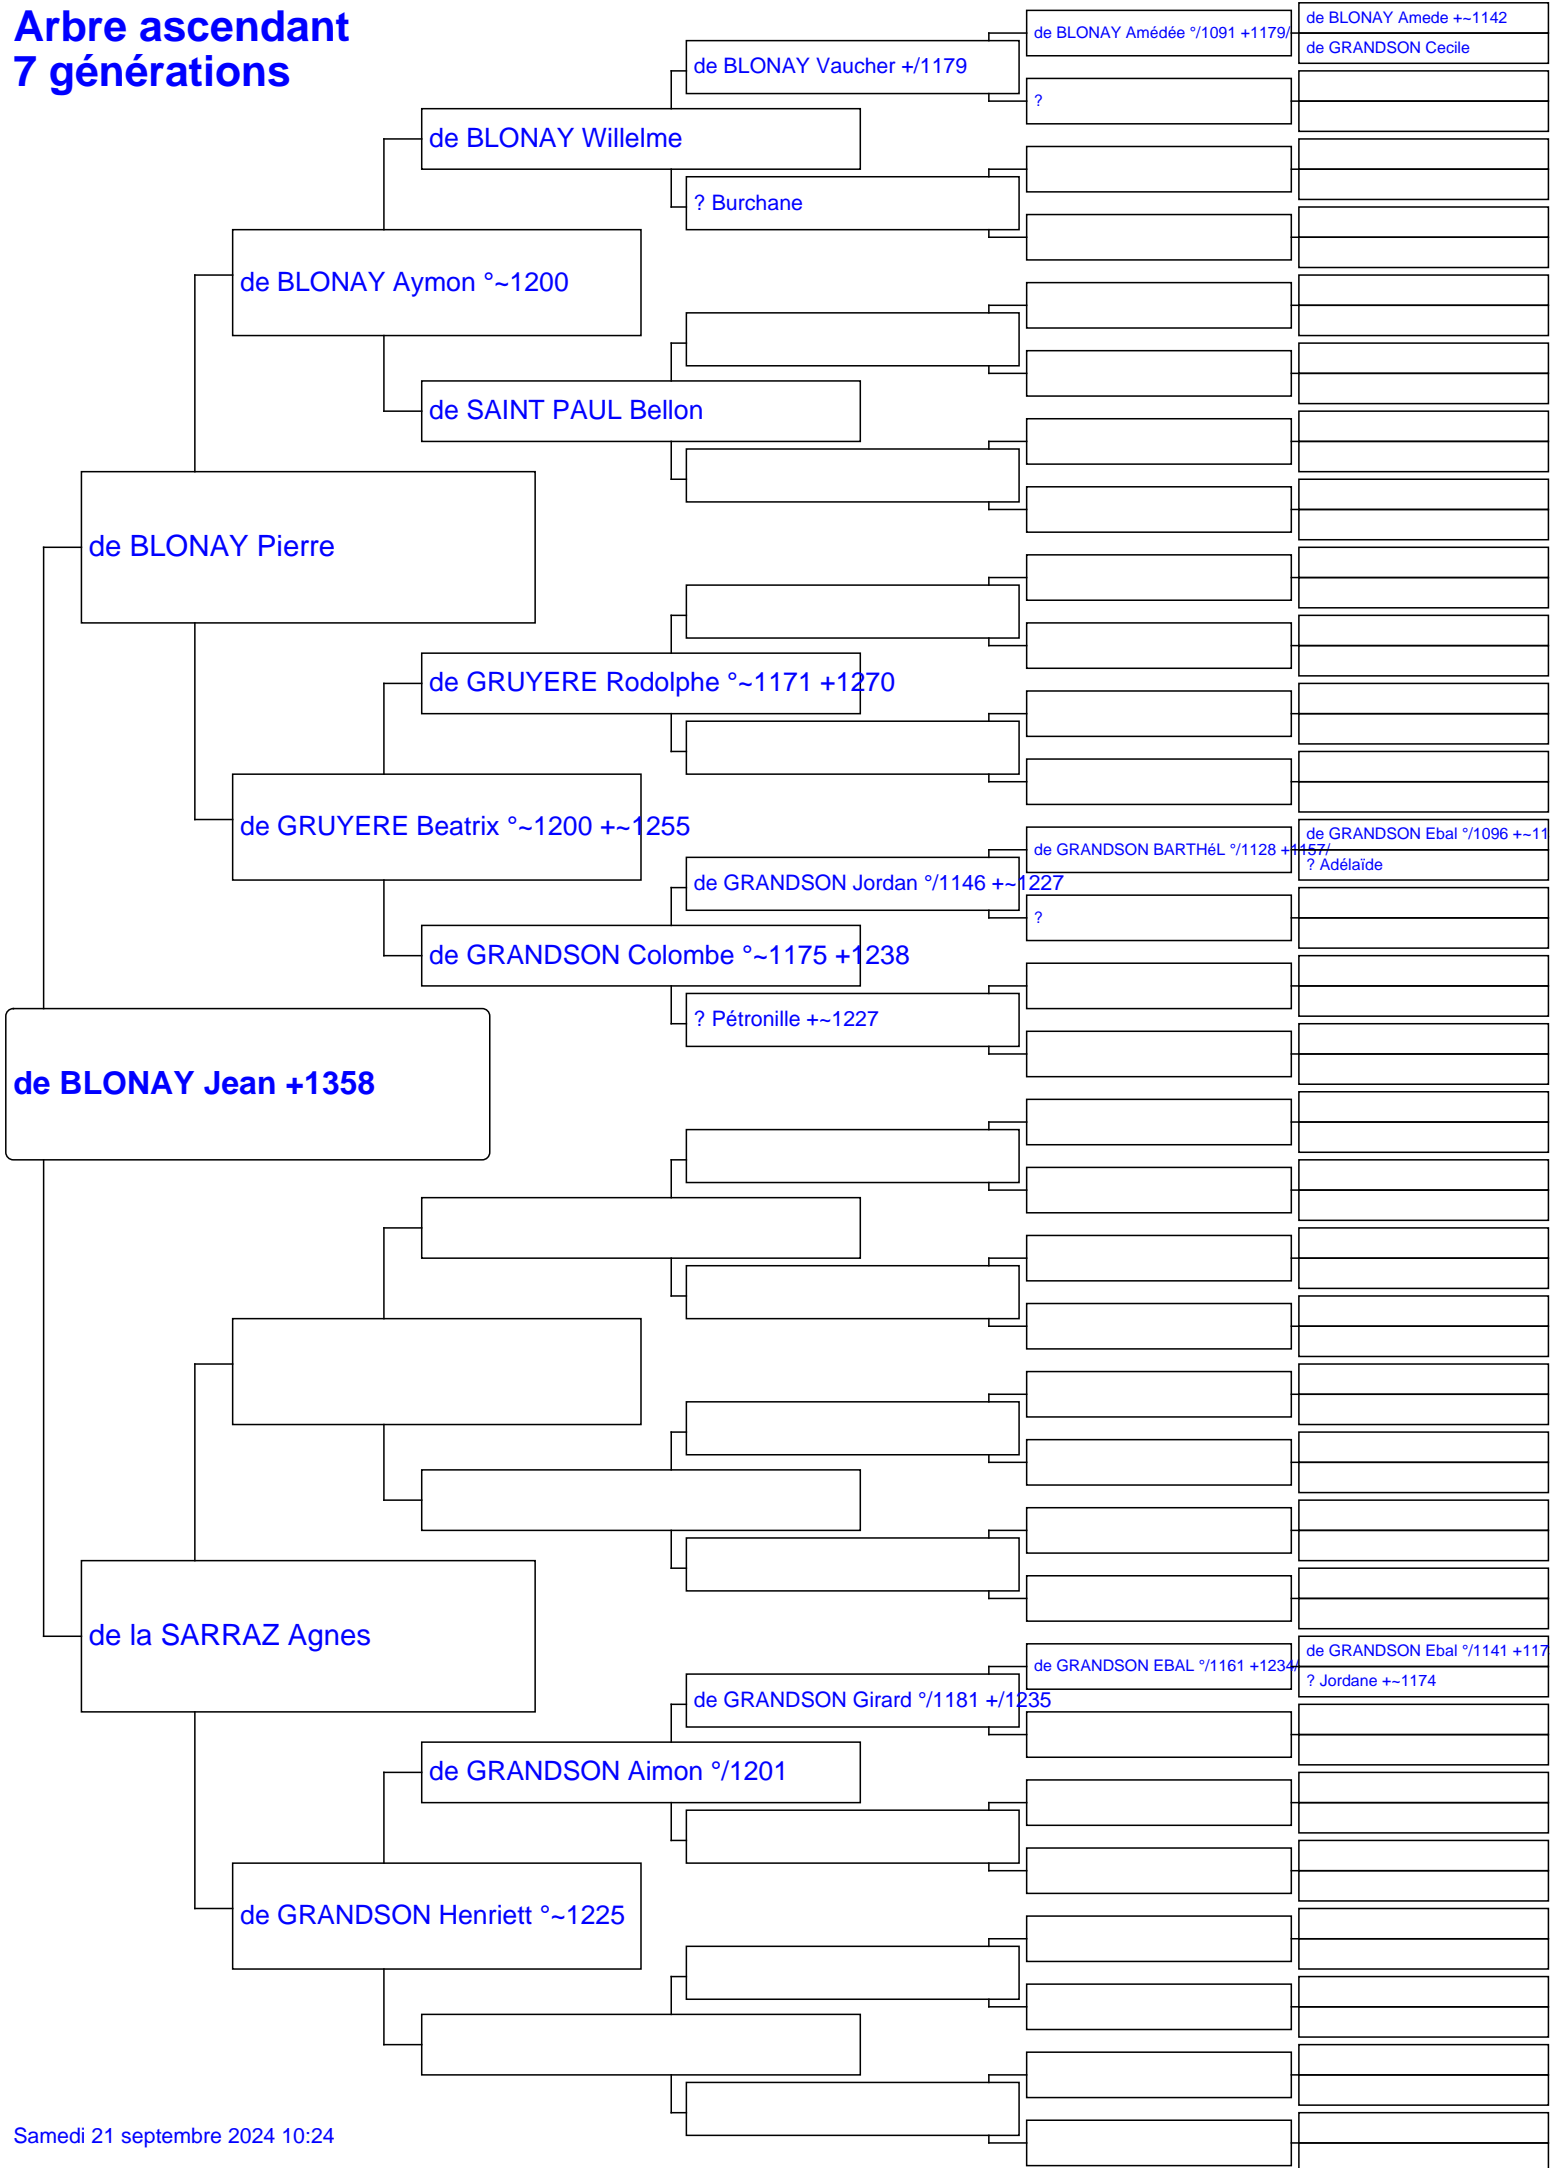 Arbre ascendant
7 générations
de BLONAY Amédée °/1091 +1179/
de BLONAY Amede +~1142
de GRANDSON Cecile
de BLONAY Vaucher +/1179
?
de BLONAY Willelme
? Burchane
de BLONAY Aymon °~1200
de SAINT PAUL Bellon
de BLONAY Pierre
de GRUYERE Rodolphe °~1171 +1270
de GRUYERE Beatrix °~1200 +~1255
de GRANDSON BARTHéL °/1128 +1157/
de GRANDSON Ebal °/1096 +~11
? Adélaïde
de GRANDSON Jordan °/1146 +~1227
?
de GRANDSON Colombe °~1175 +1238
? Pétronille +~1227
de BLONAY Jean +1358
de la SARRAZ Agnes
de GRANDSON EBAL °/1161 +1234/
de GRANDSON Ebal °/1141 +117
? Jordane +~1174
de GRANDSON Girard °/1181 +/1235
de GRANDSON Aimon °/1201
de GRANDSON Henriett °~1225
Samedi 21 septembre 2024 10:24